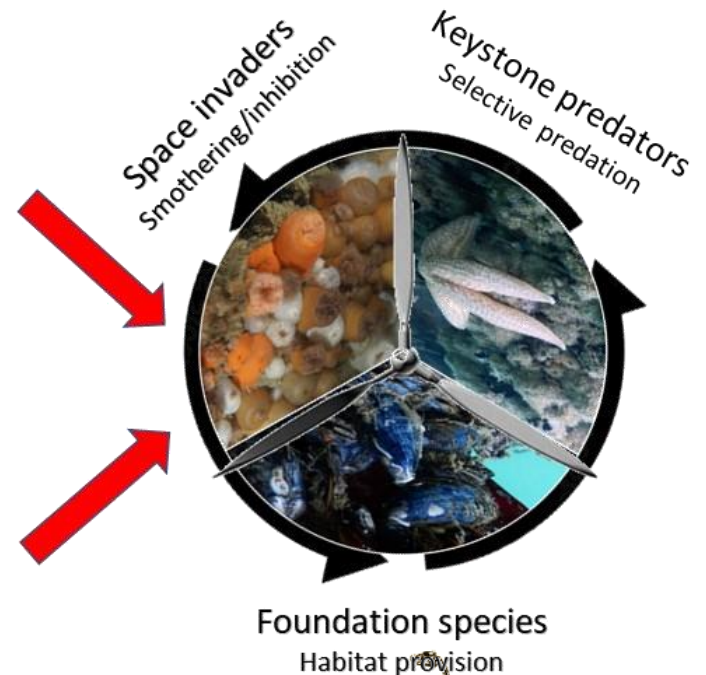 Space invaders
Smothering/inhibition
Keystone predators
Selective predation
Foundation species
Habitat provision